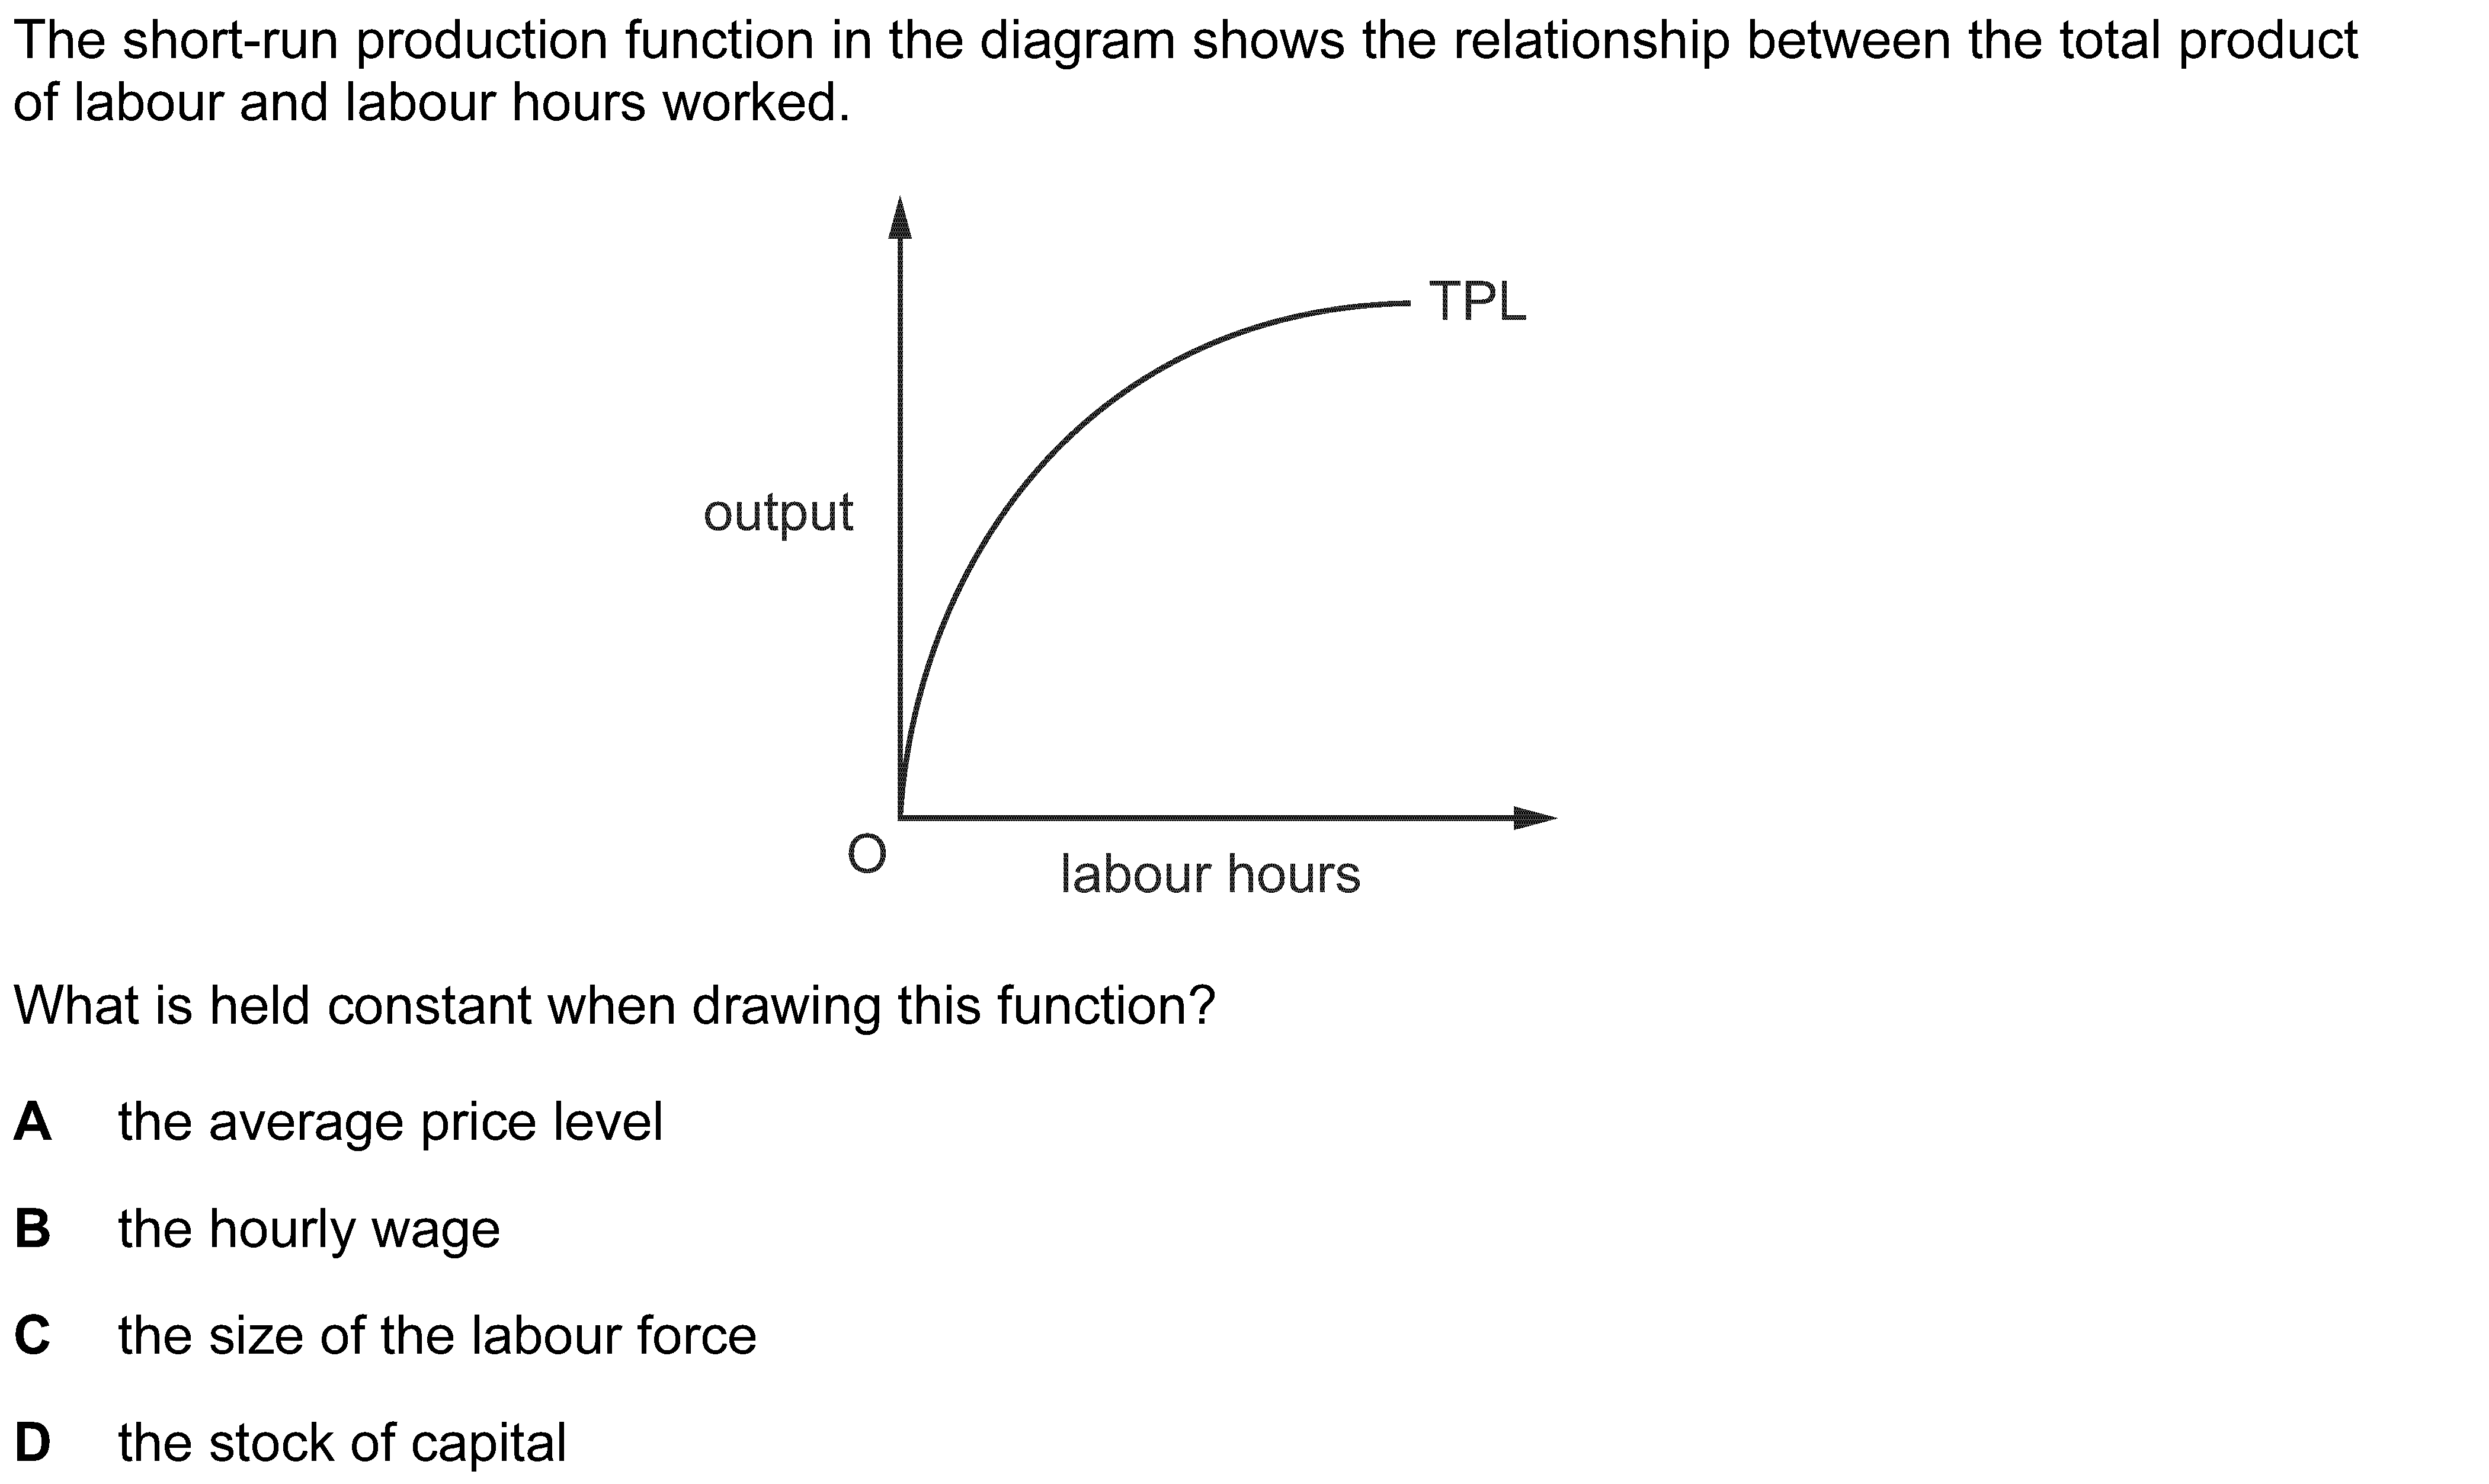 The short-run production function in the diagram shows the relationship between the total product
of labour and labour hours worked.
TPL
output
O
labour hours
What is held constant when drawing this function?
A the average price level
B the hourly wage
C the size of the labour force
D the stock of capital